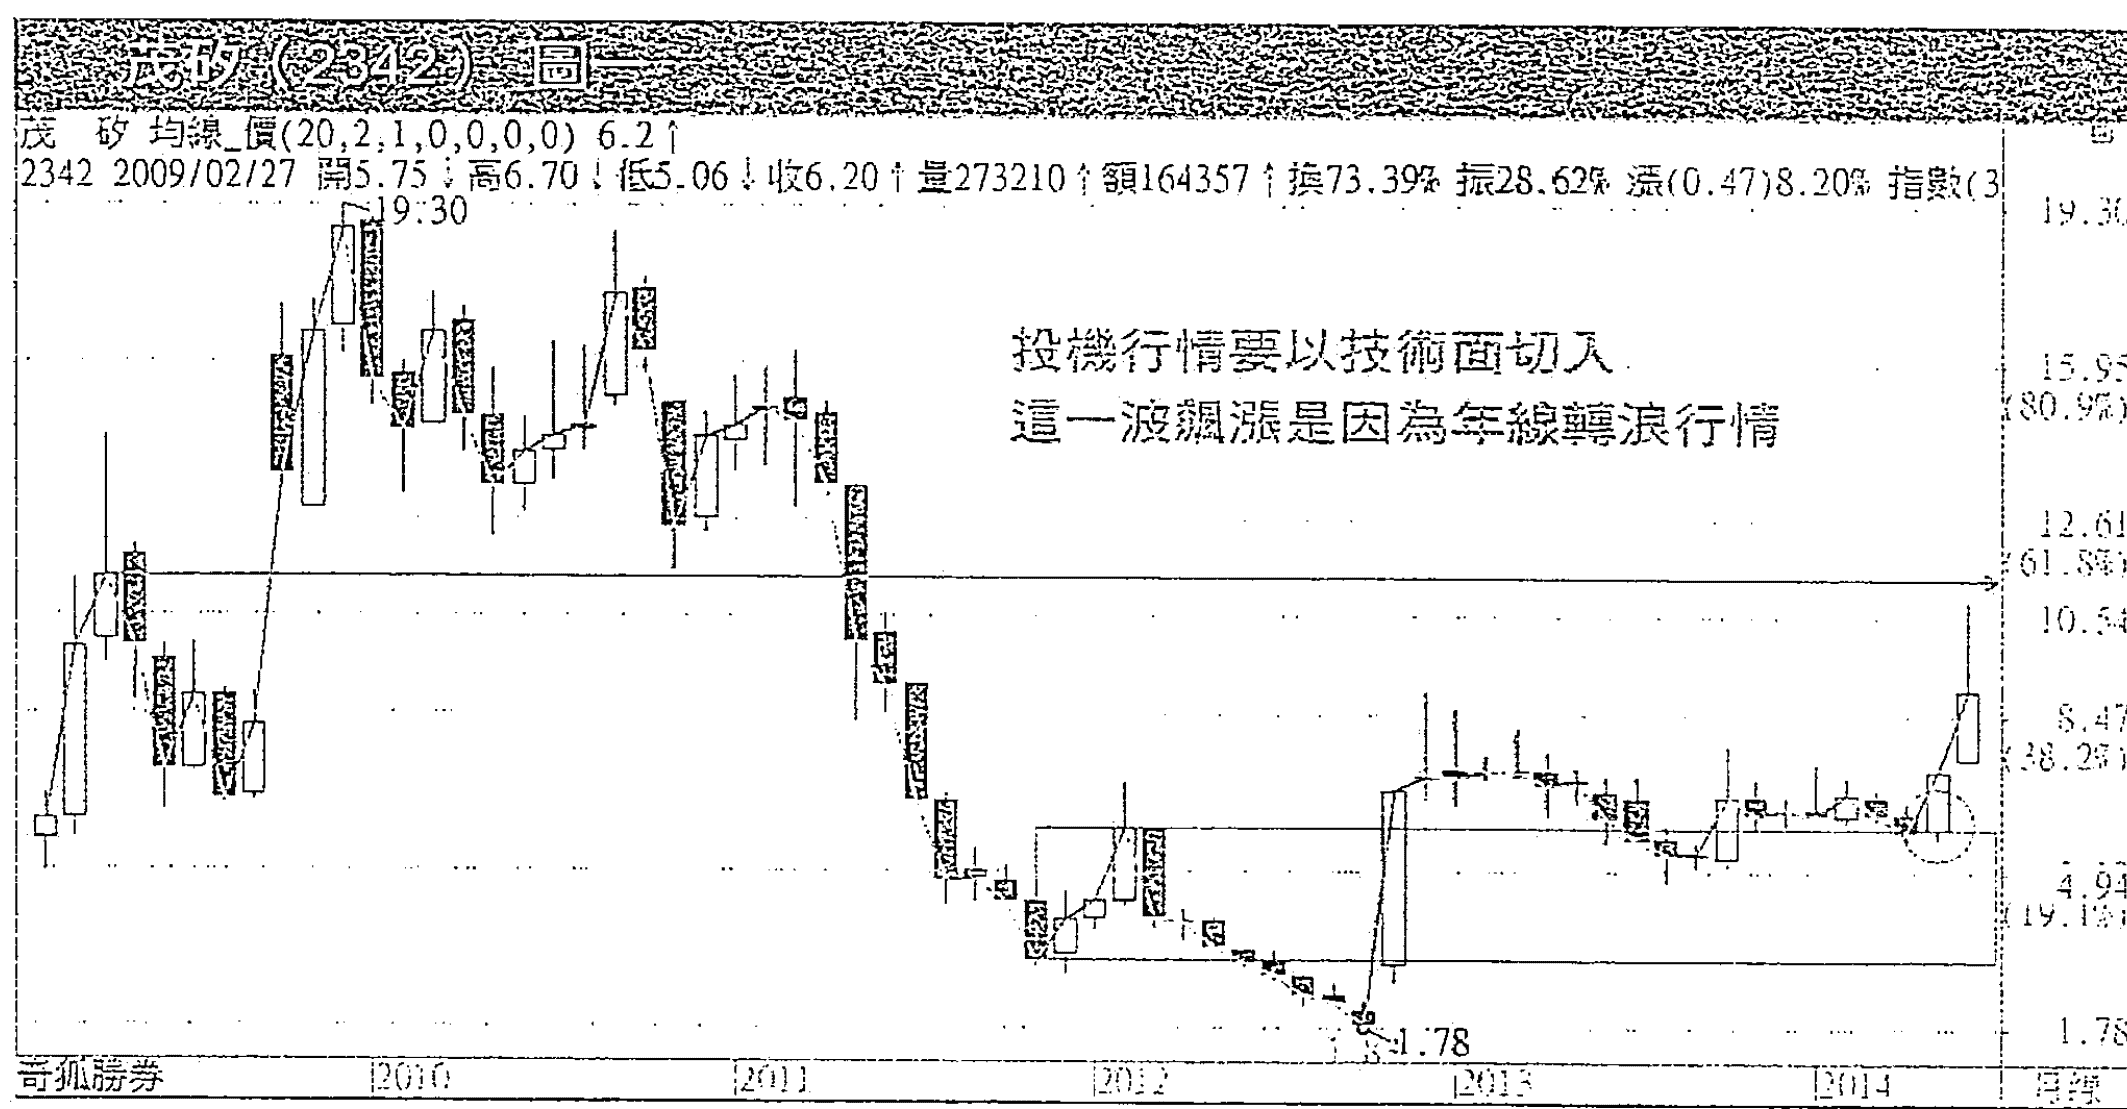 茂矽(2342) 圖一
茂 矽 均線_價(20,2,1,0,0,0,0) 6.2↑
2342 2009/02/27 開5.75↓高6.70↓低5.06↓收6.20↑量273210↑額164357↑換73.39% 振28.62% 漲(0.47)8.20% 指數(3
19.30
19.30
投機行情要以技術面切入
這一波飆漲是因為年線轉浪行情
15.95
(80.9%)
12.61
(61.8%)
10.54
8.47
(38.2%)
4.94
(19.1%)
1.78
1.78
奇狐勝券
2010
2011
2012
2013
2014
月線